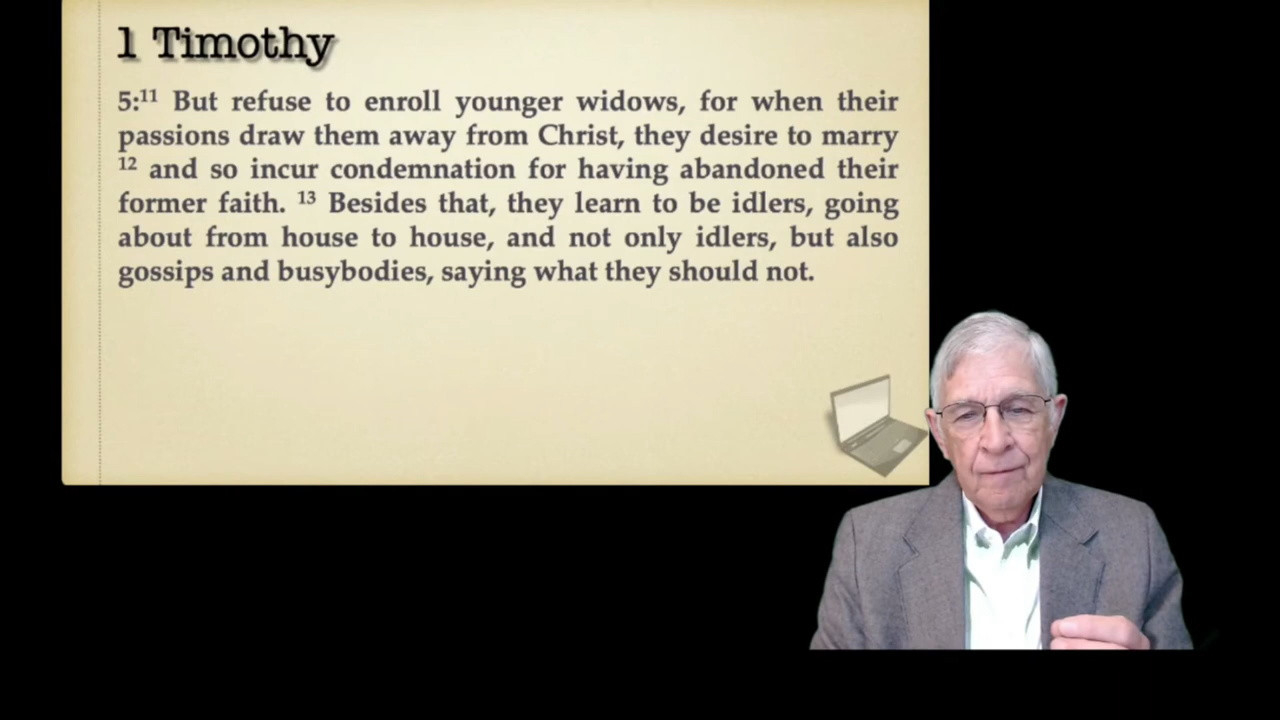 1 Timothy
5:11 But refuse to enroll younger widows, for when their
passions draw them away from Christ, they desire to marry
12 and so incur condemnation for having abandoned their
former faith. 13 Besides that, they learn to be idlers, going
about from house to house, and not only idlers, but also
gossips and busybodies, saying what they should not.